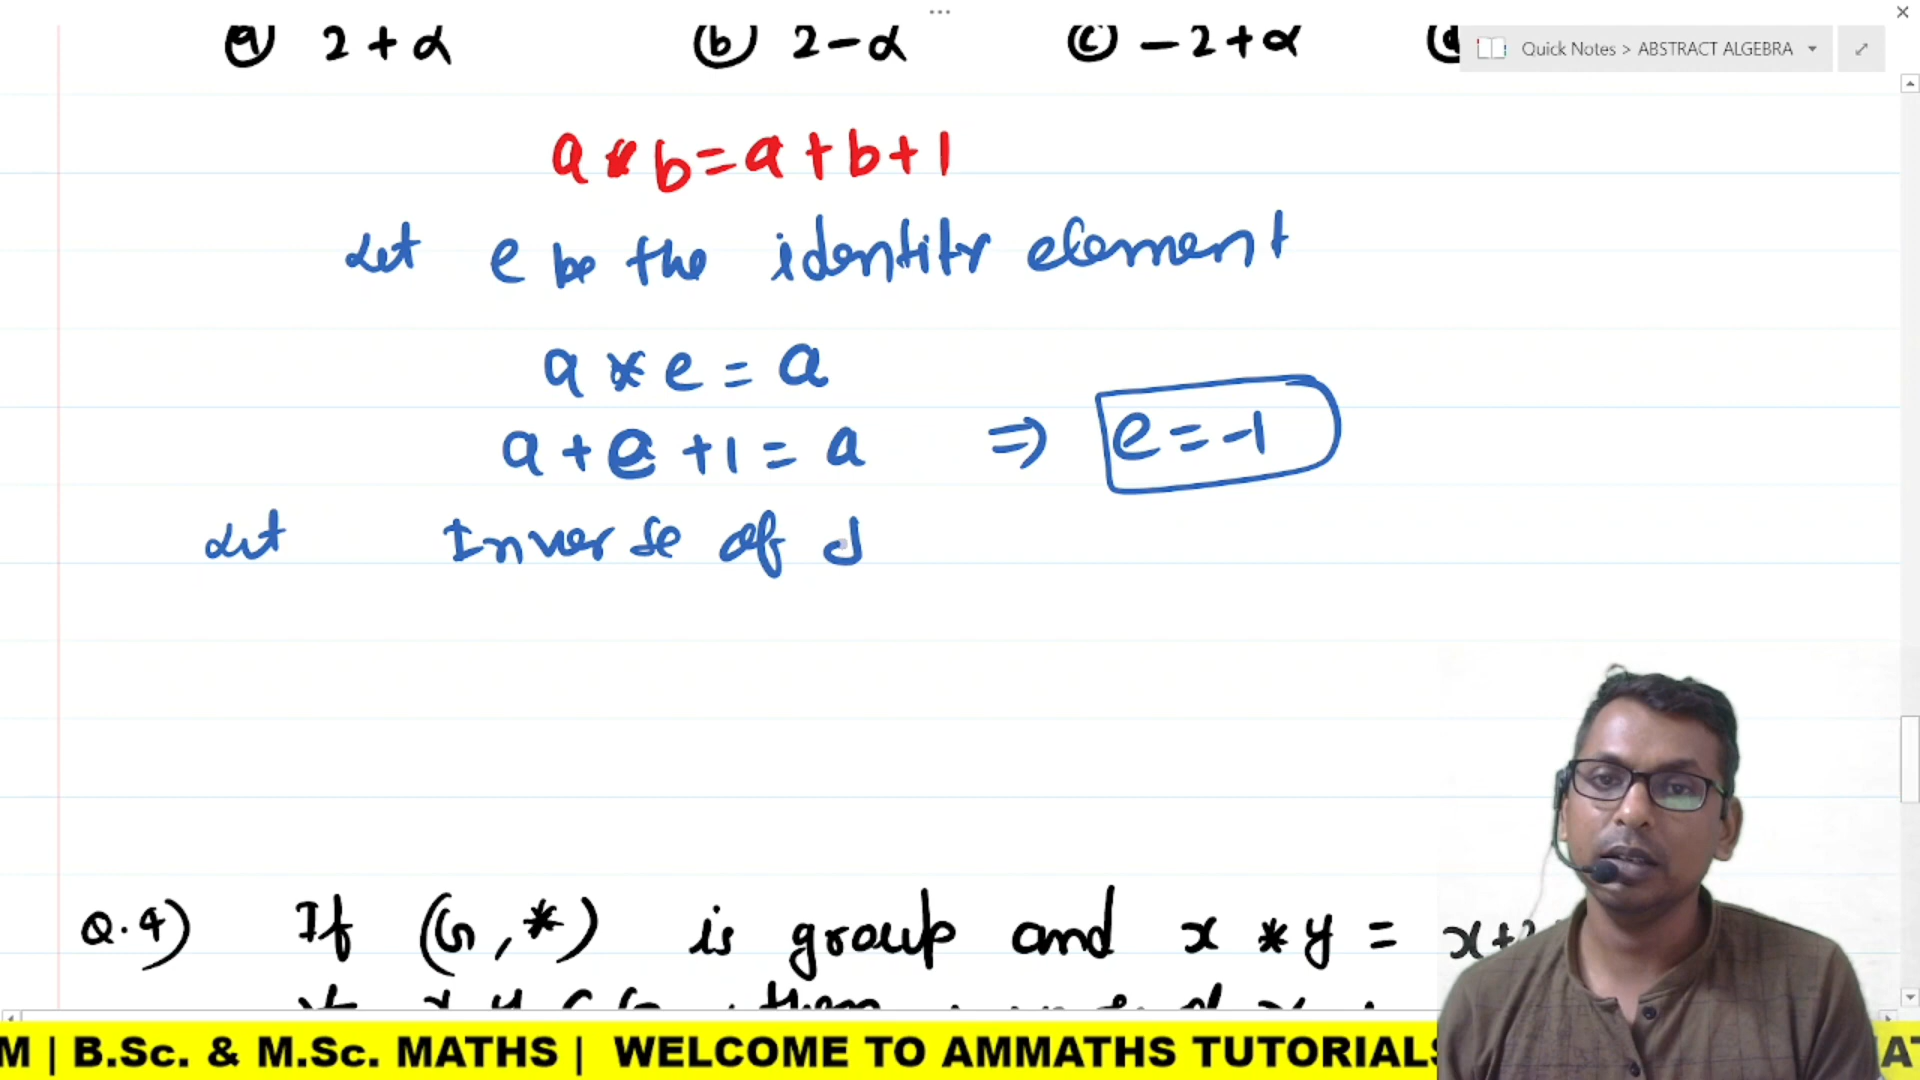 ...
(a) 2 + α (b) 2 - α (c) - 2 + α
Quick Notes > ABSTRACT ALGEBRA
a * b = a + b + 1
Let e be the identity element
a * e = a
a + e + 1 = a ⇒ e = -1
Let Inverse of
Q.4) If (G, *) is group and x * y =
M | B.Sc. & M.Sc. MATHS | WELCOME TO AMMATHS TUTORIALS